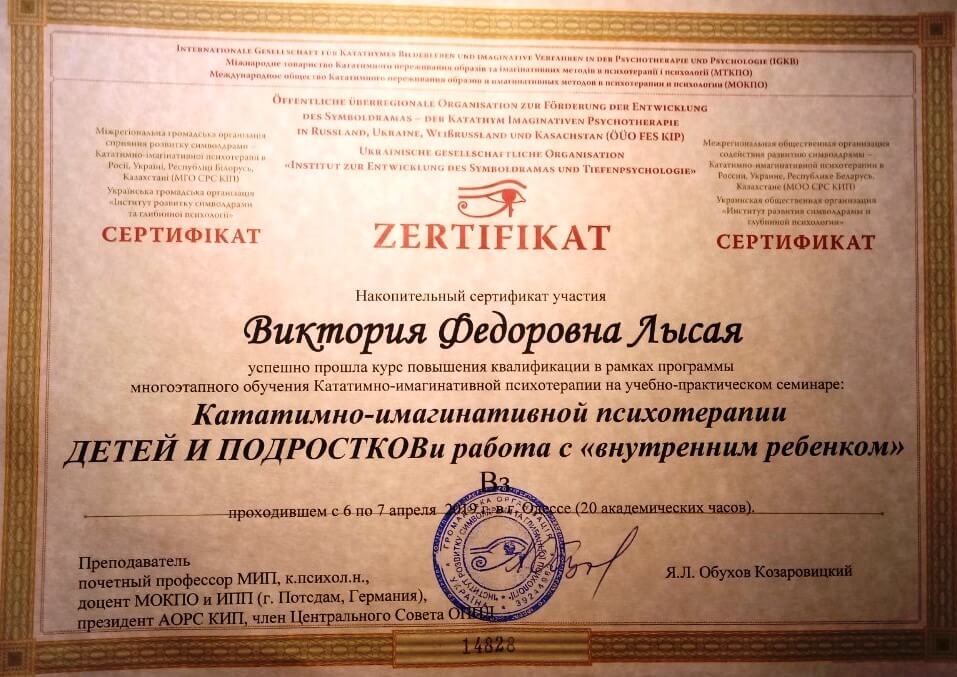 INTERNATIONALE GESELLSCHAFT FÜR KATATHYMES BILDERLEBEN UND IMAGINATIVE VERFAHREN IN DER PSYCHOTHERAPIE UND PSYCHOLOGIE (IGKB)
Міжнародне товариство Кататимного переживання образів та імагінативних методів в психотерапії і психології (МТКПО)
Международное общество Кататимного переживания образов и имагинативных методов в психотерапии и психологии (МОКПО)
ÖFFENTLICHE ÜBERREGIONALE ORGANISATION ZUR FÖRDERUNG DER ENTWICKLUNG
DES SYMBOLDRAMAS – DER KATATHYM IMAGINATIVEN PSYCHOTHERAPIE
IN RUSSLAND, UKRAINE, WEIßRUSSLAND UND KASACHSTAN (ÖÜO FES KIP)
UKRAINISCHE GESELLSCHAFTLICHE ORGANISATION
«INSTITUT ZUR ENTWICKLUNG DES SYMBOLDRAMAS UND TIEFENPSYCHOLOGIE»
Міжрегіональна громадська організація
сприяння розвитку символдрами –
Кататимно-імагінативної психотерапії в
Росії, Україні, Республіці Білорусь,
Казахстані (МГО СРС КІП)
Українська громадська організація
«Інститут розвитку символдрами
та глибинної психології»
СЕРТИФІКАТ
ZERTIFIKAT
Межрегиональная общественная организация
содействия развитию символдрамы –
Кататимно-имагинативной психотерапии в
России, Украине, Республике Беларусь,
Казахстане (МОО СРС КИП)
Украинская общественная организация
«Институт развития символдрамы и
глубинной психологии»
СЕРТИФИКАТ
Накопительный сертификат участия
Виктория Федоровна Лысая
успешно прошла курс повышения квалификации в рамках программы
многоэтапного обучения Кататимно-имагинативной психотерапии на учебно-практическом семинаре:
Кататимно-имагинативной психотерапии
ДЕТЕЙ И ПОДРОСТКОВи работа с «внутренним ребенком»
Вз
проходившем с 6 по 7 апреля 2019 г. в г. Одессе (20 академических часов).
Преподаватель
почетный профессор МИП, к.психол.н.,
доцент МОКПО и ИПП (г. Потсдам, Германия),
президент АОРС КИП, член Центрального Совета ОППЛ
Я.Л. Обухов Козаровицкий
ГРОМАДСЬКА ОРГАНІЗАЦІЯ
УКРАЇНА
14828